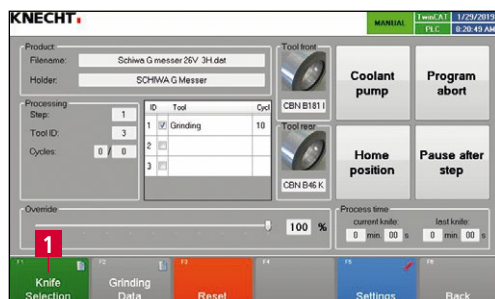 KNECHT.
MANUAL
TwinCAT
PLC
1/29/2019
8:20:49 AM
Product
Filename:
Schiwa G messer 26V 3H.dat
Holder:
SCHIWA G Messer
Tool front
CBN B181 I
Coolant
pump
Program
abort
Processing
Step:
1
Tool ID:
3
Cycles:
0 / 0
ID Tool Cycl
1 Grinding 10
2
3
Tool rear
CBN B46 K
Home
position
Pause after
step
Override
100 %
Process time
current knife:
0 min. 00 s
last knife:
0 min. 00 s
1
F1
Knife
Selection
F2
Grinding
Data
F3
Reset
F4
F5
Settings
Back